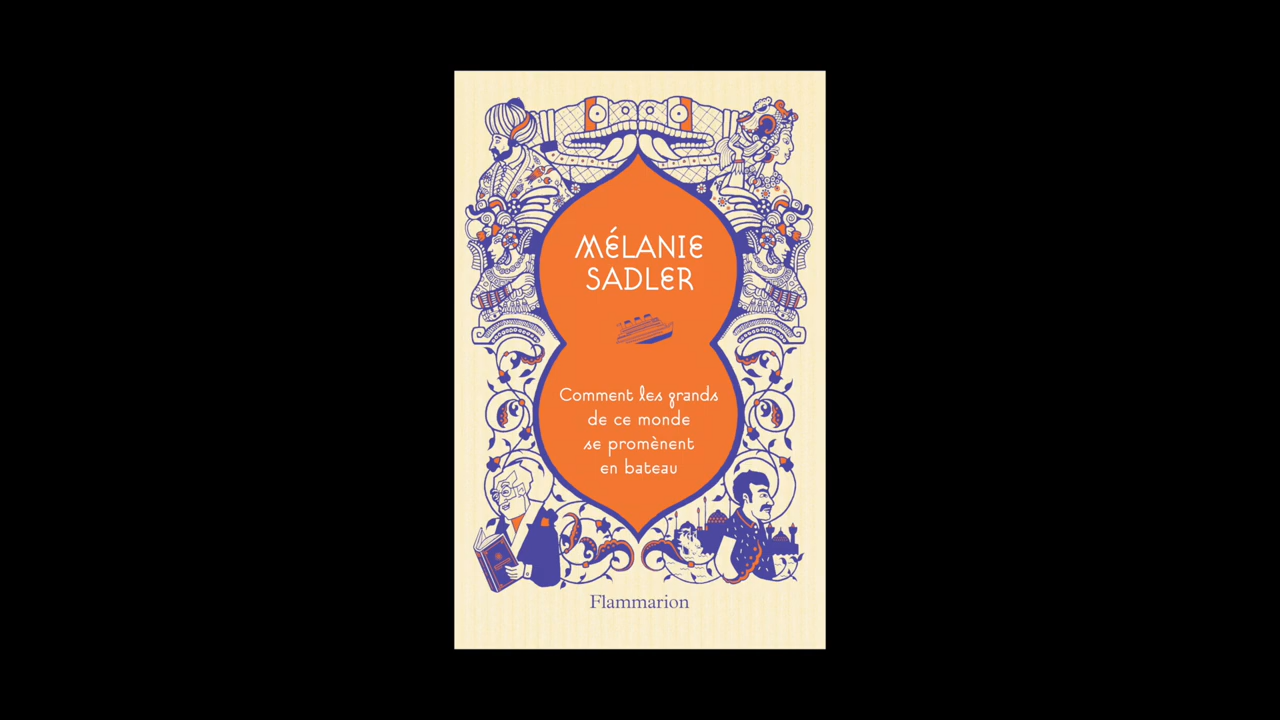 MÉLANIE
SADLER
Comment les grands
de ce monde
se promènent
en bateau
Flammarion